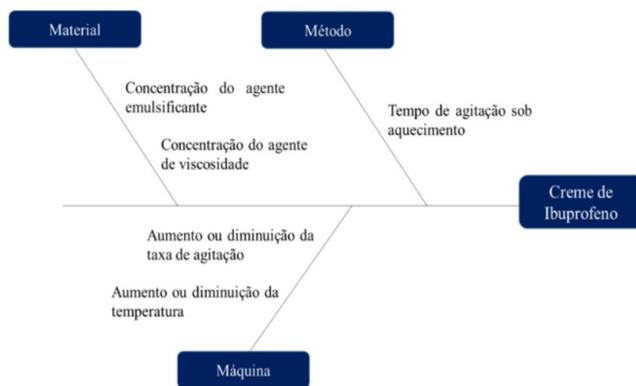 Material
Método
Concentração do agente
emulsificante
Concentração do agente
de viscosidade
Tempo de agitação sob
aquecimento
Creme de
Ibuprofeno
Aumento ou diminuição da
taxa de agitação
Aumento ou diminuição da
temperatura
Máquina